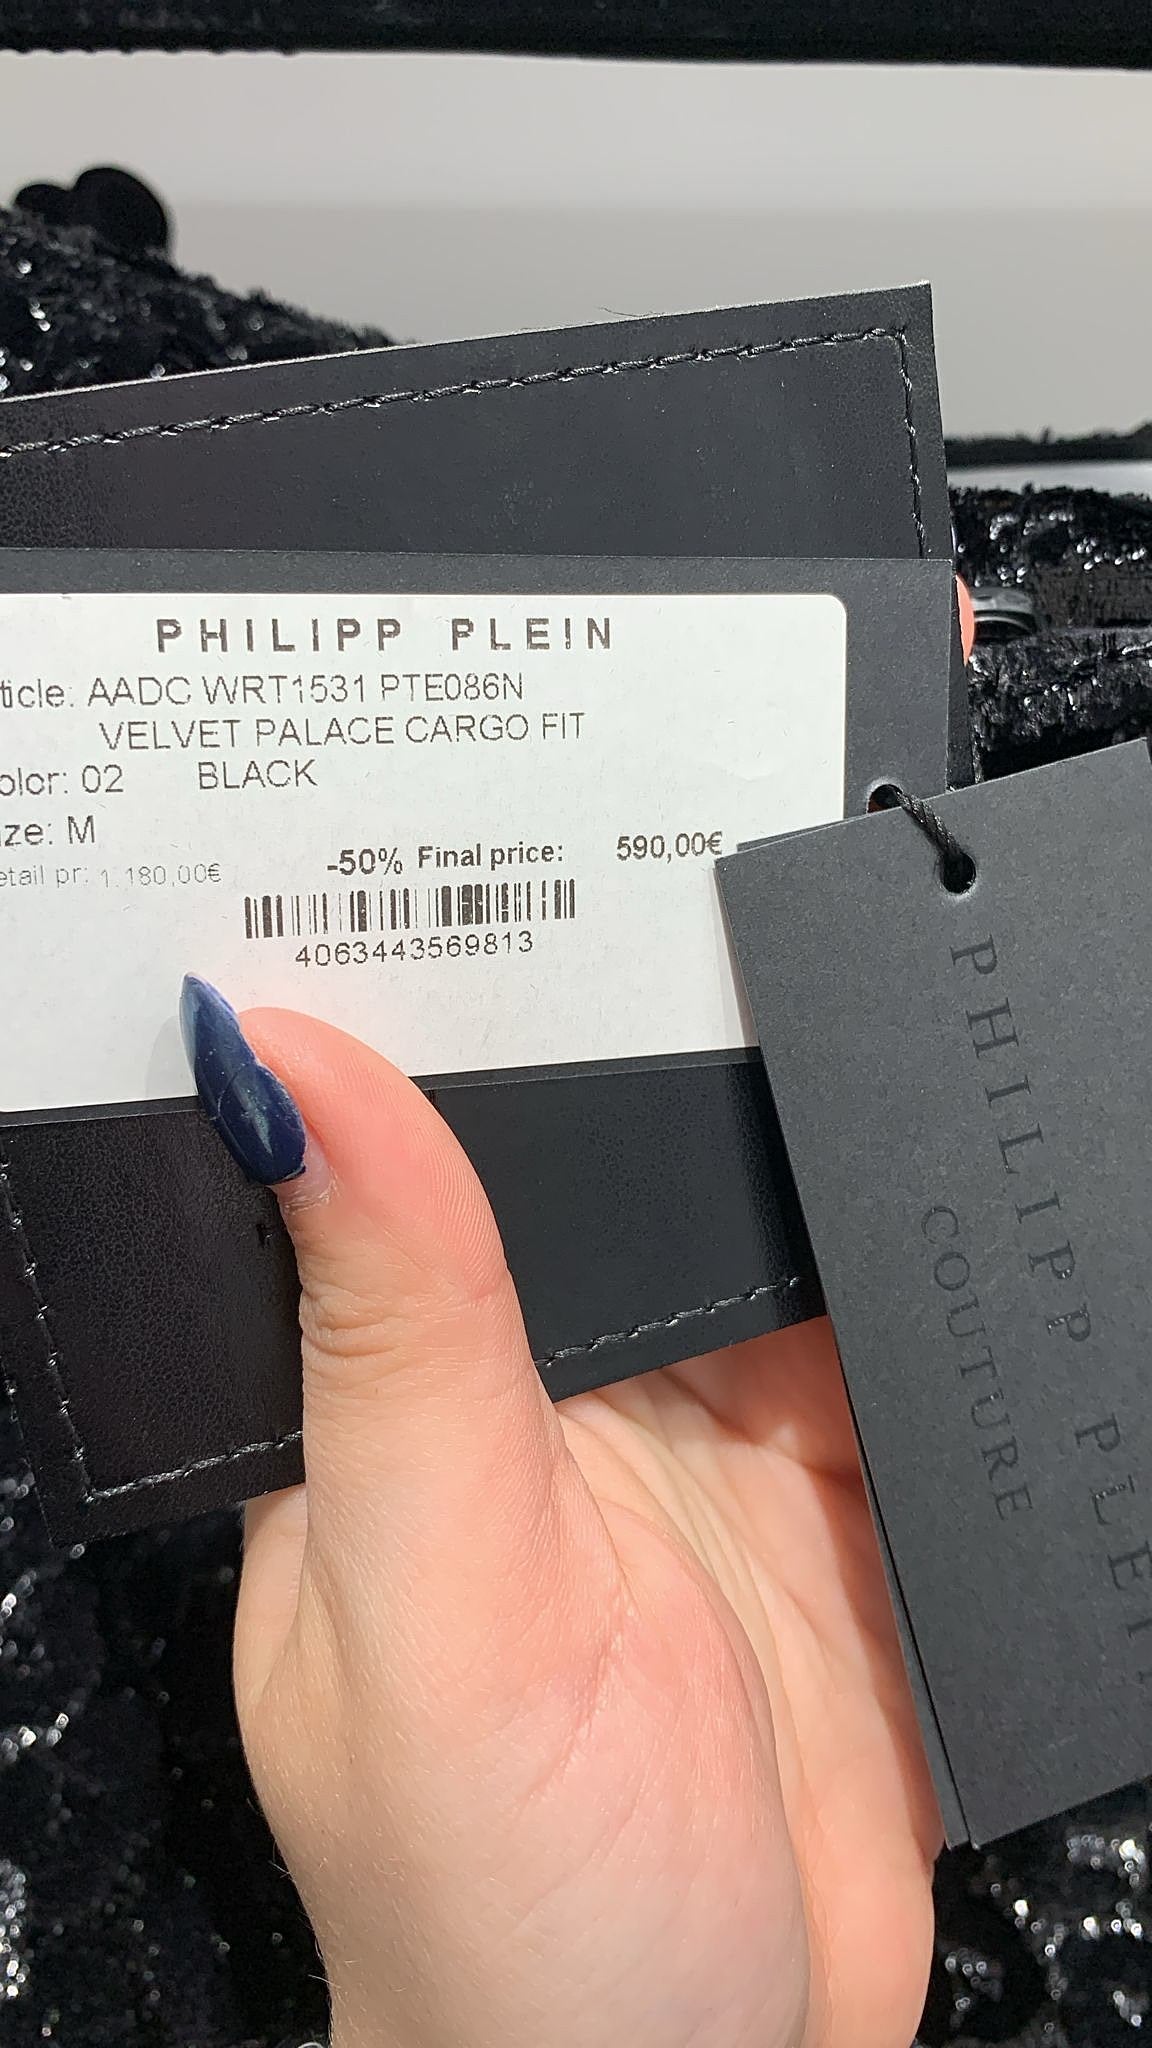 PHILIPP PLEIN
ticle: AADC WRT1531 PTE086N
VELVET PALACE CARGO FIT
olor: 02 BLACK
ze: M
etail pr: 1.180,00€ -50% Final price: 590,00€
4063443569813
PHILIPP PLEI
COUTURE